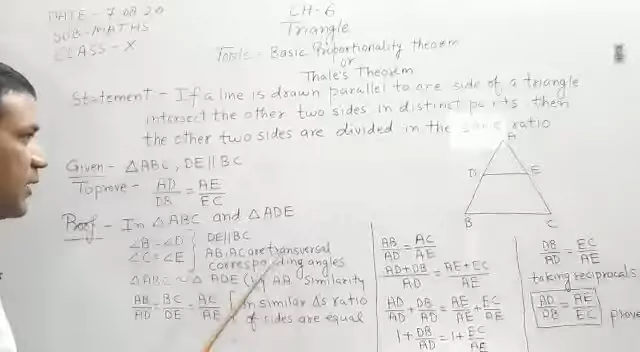 DATE - 7.08.20
SUB - MATHS
CLASS - X
CH-6
Triangle
Topic - Basic Proportionality theorem
or
Thale's Theorem
Statement - If a line is drawn parallel to one side of a triangle
intersect the other two sides in distinct points then
the other two sides are divided in the same ratio
Given - △ABC, DE||BC
To prove - AD/DB = AE/EC
Proof - In △ABC and △ADE
∠B = ∠D } DE||BC
∠C = ∠E } AB, AC are transversal
corresponding angles
△ABC ~ △ADE (by AA similarity
AB/AD = BC/DE = AC/AE [In similar △s ratio
of sides are equal
AB/AD = AC/AE
AD+DB/AD = AE+EC/AE
AD/AD + DB/AD = AE/AE + EC/DE
1 + DB/AD = 1 + EC/AE
A
D E
B C
DB/AD = EC/AE
taking reciprocals
AD/DB = AE/EC prove